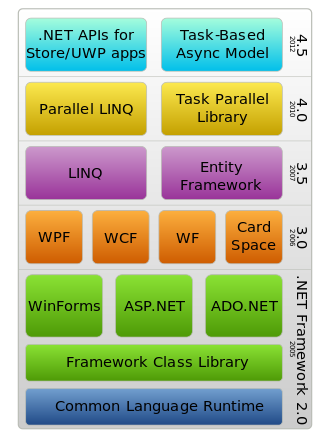 .NET APIs for
Store/UWP apps
Task-Based
Async Model
4.5
2012
Parallel LINQ
Task Parallel
Library
4.0
2010
LINQ
Entity
Framework
3.5
2007
WPF
WCF
WF
Card
Space
3.0
2006
WinForms
ASP.NET
ADO.NET
Framework Class Library
Common Language Runtime
.NET Framework 2.0
2005